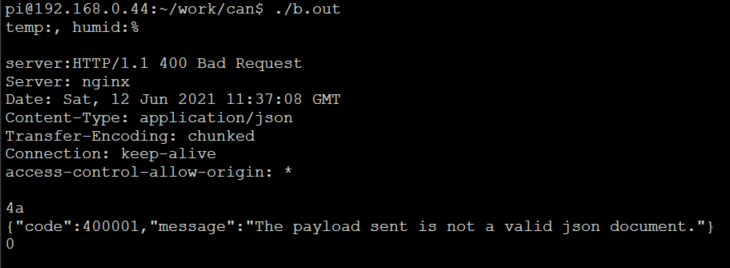 pi@192.168.0.44:~/work/can$ ./b.out
temp:, humid:%
server:HTTP/1.1 400 Bad Request
Server: nginx
Date: Sat, 12 Jun 2021 11:37:08 GMT
Content-Type: application/json
Transfer-Encoding: chunked
Connection: keep-alive
access-control-allow-origin: *
4a
{"code":400001,"message":"The payload sent is not a valid json document."}
0